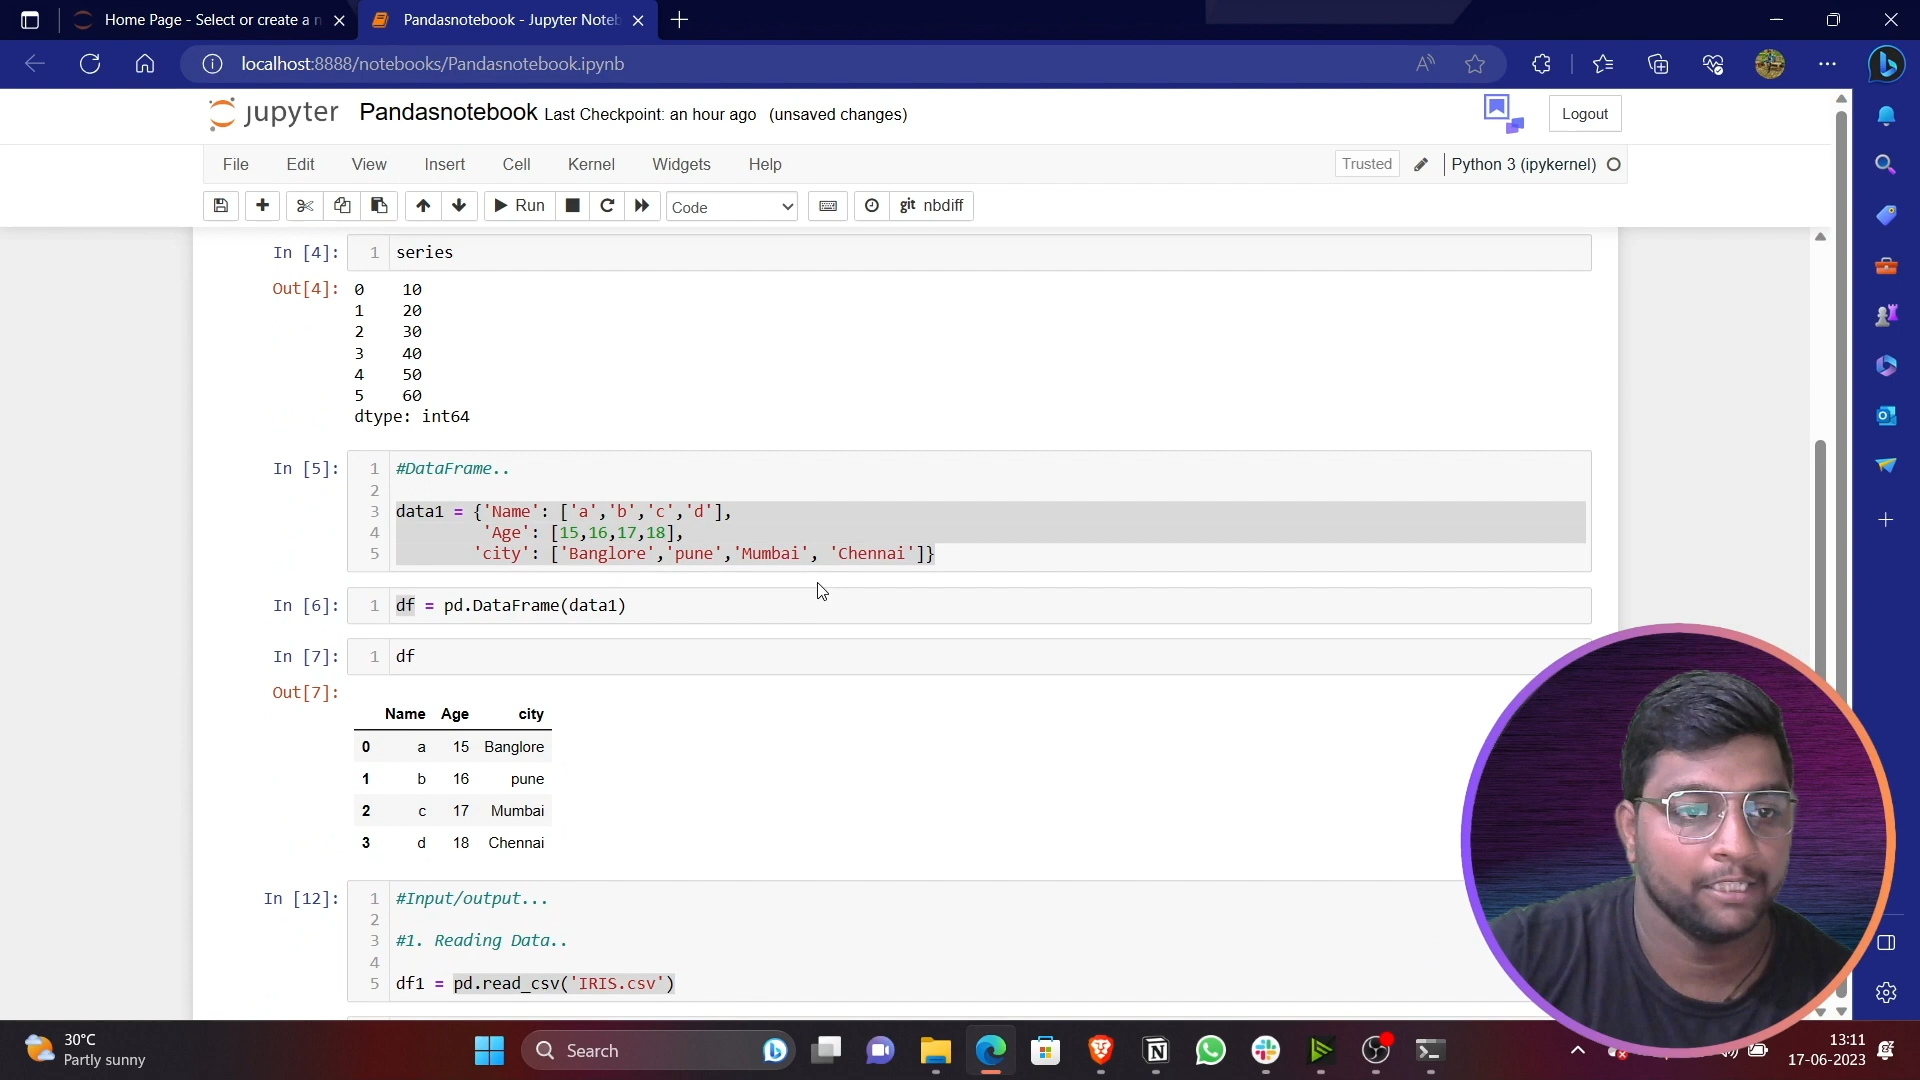 Home Page - Select or create a n
Pandasnotebook - Jupyter Noteb
localhost:8888/notebooks/Pandasnotebook.ipynb
jupyter Pandasnotebook Last Checkpoint: an hour ago (unsaved changes)
Logout
File Edit View Insert Cell Kernel Widgets Help
Trusted Python 3 (ipykernel)
Run Code git nbdiff
In [4]: 1 series
Out[4]: 0 10
1 20
2 30
3 40
4 50
5 60
dtype: int64
In [5]: 1 #DataFrame..
2
3 data1 = {'Name': ['a','b','c','d'],
4 'Age': [15,16,17,18],
5 'city': ['Banglore','pune','Mumbai', 'Chennai']}
In [6]: 1 df = pd.DataFrame(data1)
In [7]: 1 df
Out[7]:
Name Age city
0 a 15 Banglore
1 b 16 pune
2 c 17 Mumbai
3 d 18 Chennai
In [12]: 1 #Input/output...
2
3 #1. Reading Data..
4
5 df1 = pd.read_csv('IRIS.csv')
30°C
Partly sunny
Search
13:11
17-06-2023